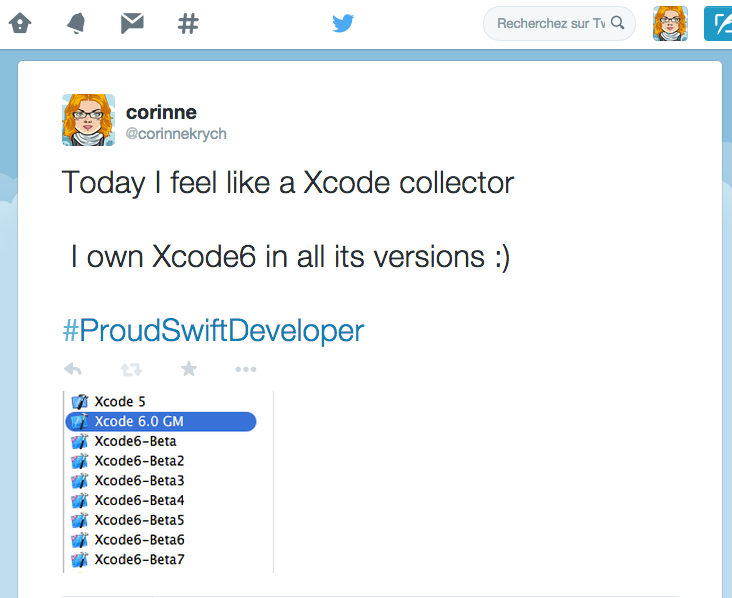 Recherchez sur Tw
corinne
@corinnekrych
Today I feel like a Xcode collector
I own Xcode6 in all its versions :)
#ProudSwiftDeveloper
Xcode 5
Xcode 6.0 GM
Xcode6-Beta
Xcode6-Beta2
Xcode6-Beta3
Xcode6-Beta4
Xcode6-Beta5
Xcode6-Beta6
Xcode6-Beta7